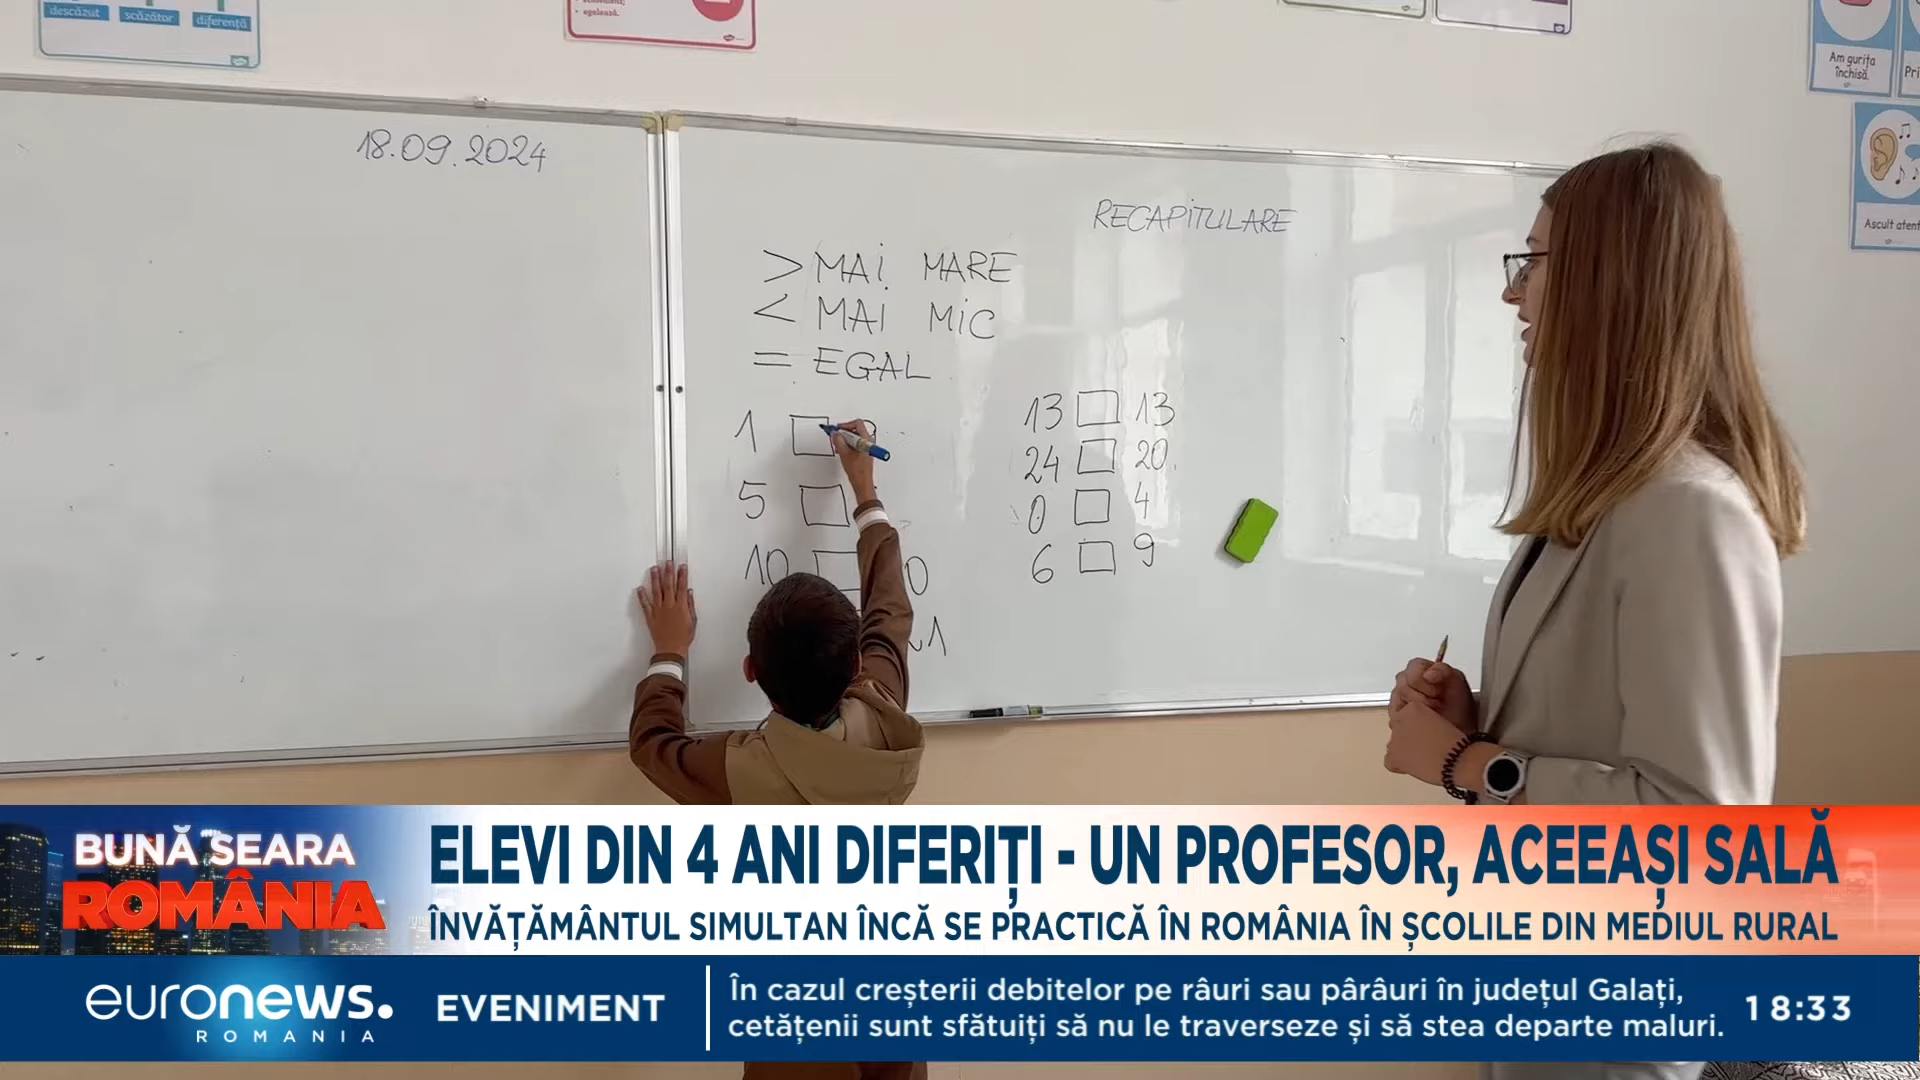 descăzut scăzător diferență
egalează.
Am gurița
închisă.
Ascult atent
18.09.2024
RECAPITULARE
> MAI MARE
< MAI MIC
= EGAL
1
5
10
13 13
24 20
0 4
6 9
BUNĂ SEARA
ROMÂNIA
ELEVI DIN 4 ANI DIFERIȚI - UN PROFESOR, ACEEAȘI SALĂ
ÎNVĂȚĂMÂNTUL SIMULTAN ÎNCĂ SE PRACTICĂ ÎN ROMÂNIA ÎN ȘCOLILE DIN MEDIUL RURAL
euronews.
ROMANIA
EVENIMENT
În cazul creșterii debitelor pe râuri sau pârâuri în județul Galați,
cetățenii sunt sfătuiți să nu le traverseze și să stea departe maluri.
18:33